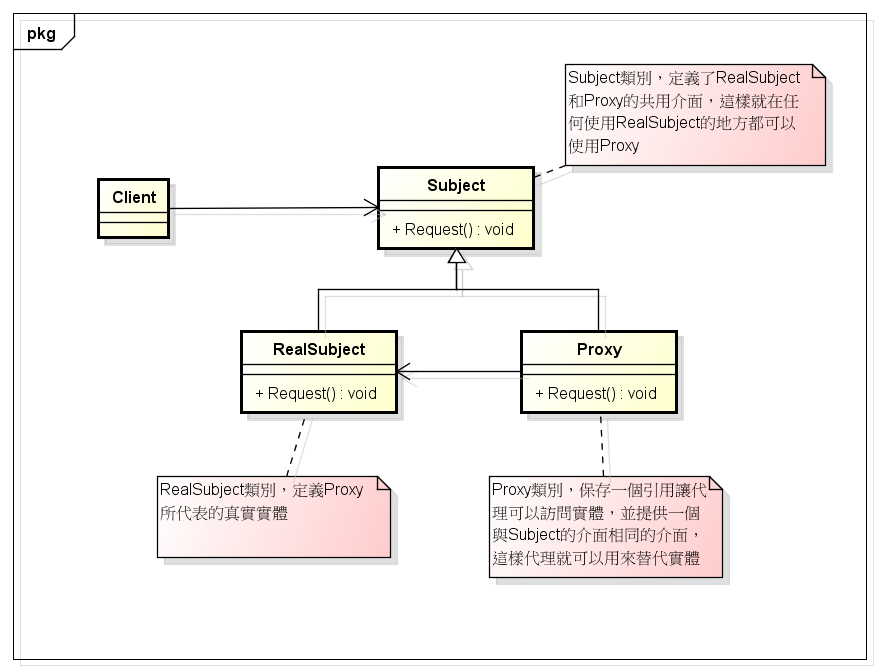 pkg
Subject類別，定義了RealSubject
和Proxy的共用介面，這樣就在任
何使用RealSubject的地方都可以
使用Proxy
Client
Subject
+ Request() : void
RealSubject
+ Request() : void
Proxy
+ Request() : void
RealSubject類別，定義Proxy
所代表的真實實體
Proxy類別，保存一個引用讓代
理可以訪問實體，並提供一個
與Subject的介面相同的介面，
這樣代理就可以用來替代實體